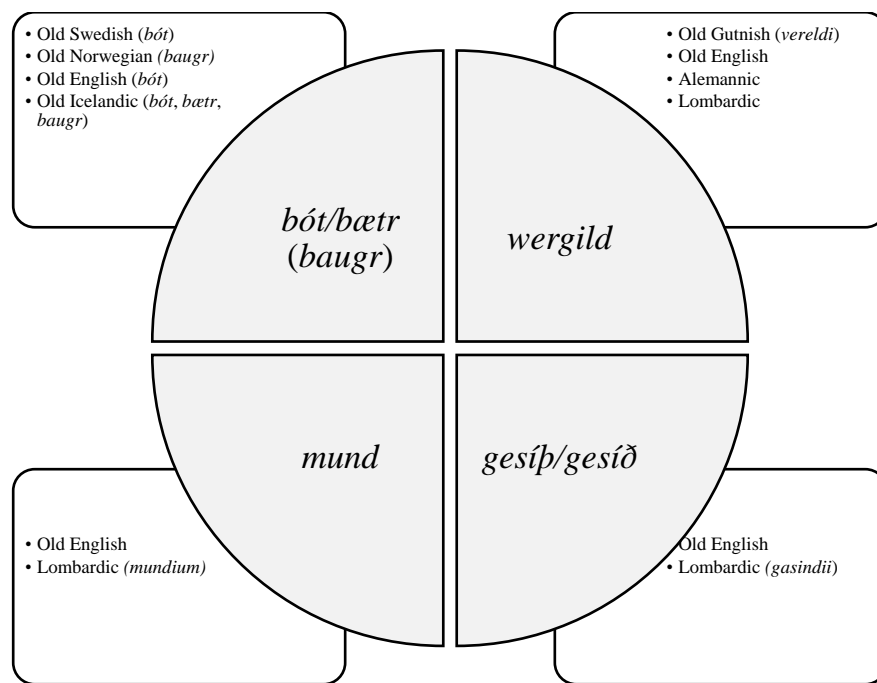 • Old Swedish (bót)
• Old Norwegian (baugr)
• Old English (bót)
• Old Icelandic (bót, bætr,
baugr)
• Old Gutnish (vereldi)
• Old English
• Alemannic
• Lombardic
bót/bætr
(baugr)
wergild
mund
gesíþ/gesíð
• Old English
• Lombardic (mundium)
Old English
• Lombardic (gasindii)